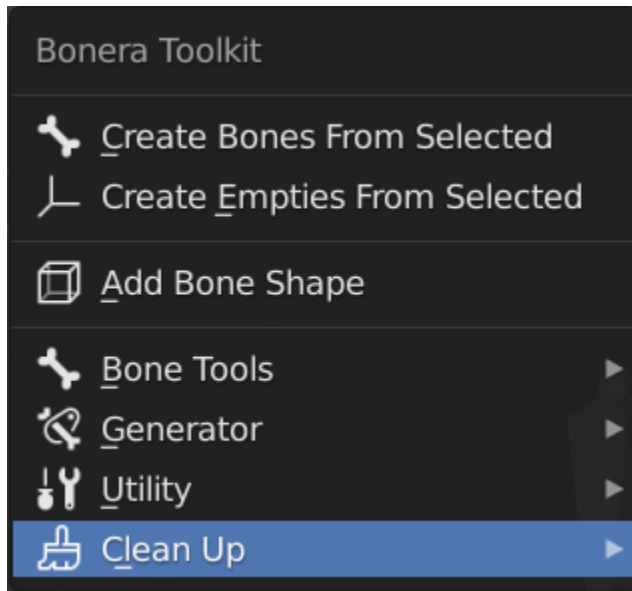 Bonera Toolkit
Create Bones From Selected
Create Empties From Selected
Add Bone Shape
Bone Tools
Generator
Utility
Clean Up